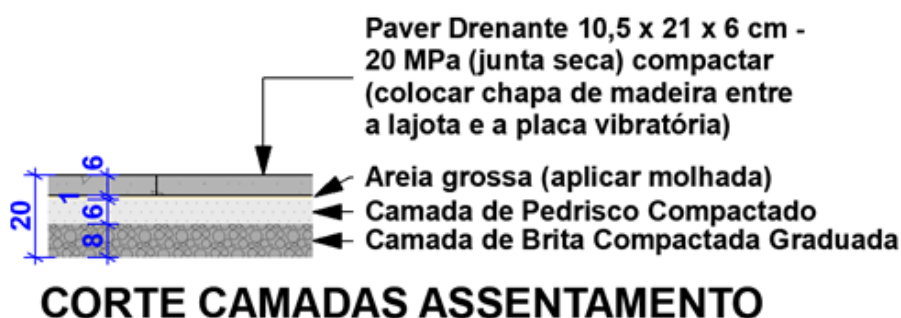 Paver Drenante 10,5 x 21 x 6 cm -
20 MPa (junta seca) compactar
(colocar chapa de madeira entre
a lajota e a placa vibratória)
Areia grossa (aplicar molhada)
Camada de Pedrisco Compactado
Camada de Brita Compactada Graduada
20
6
1
6
8
CORTE CAMADAS ASSENTAMENTO